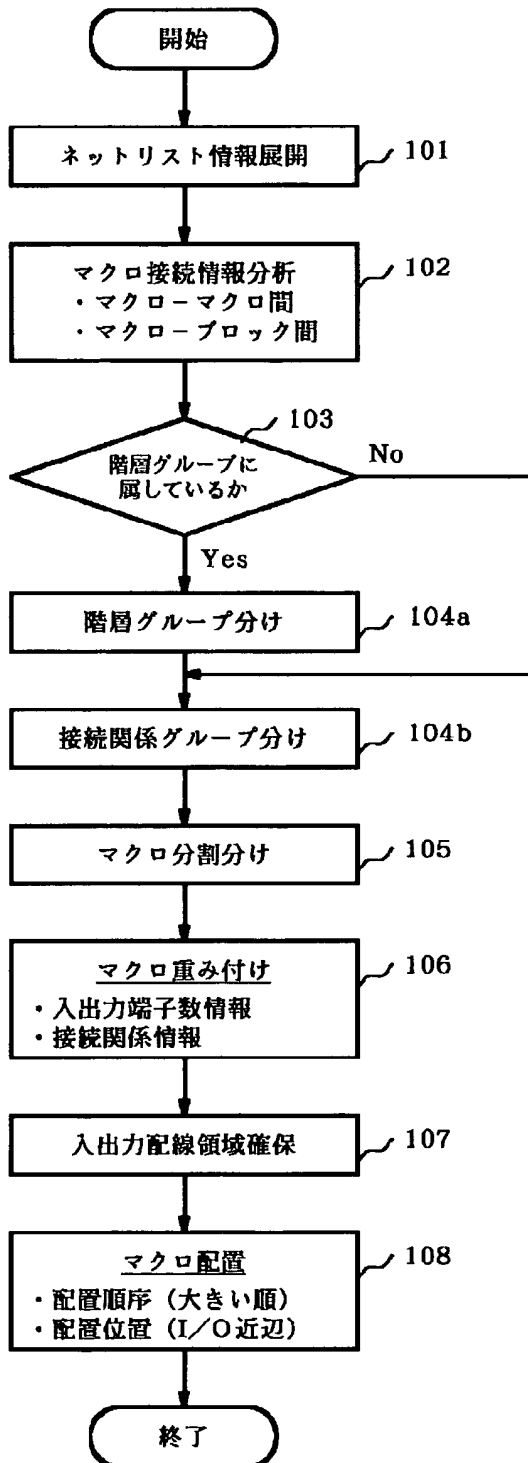 開始
ネットリスト情報展開
101
マクロ接続情報分析
・マクロ－マクロ間
・マクロ－ブロック間
102
103
階層グループに
属しているか
No
Yes
階層グループ分け
104a
接続関係グループ分け
104b
マクロ分割分け
105
マクロ重み付け
・入出力端子数情報
・接続関係情報
106
入出力配線領域確保
107
マクロ配置
・配置順序（大きい順）
・配置位置（I／O近辺）
108
終了